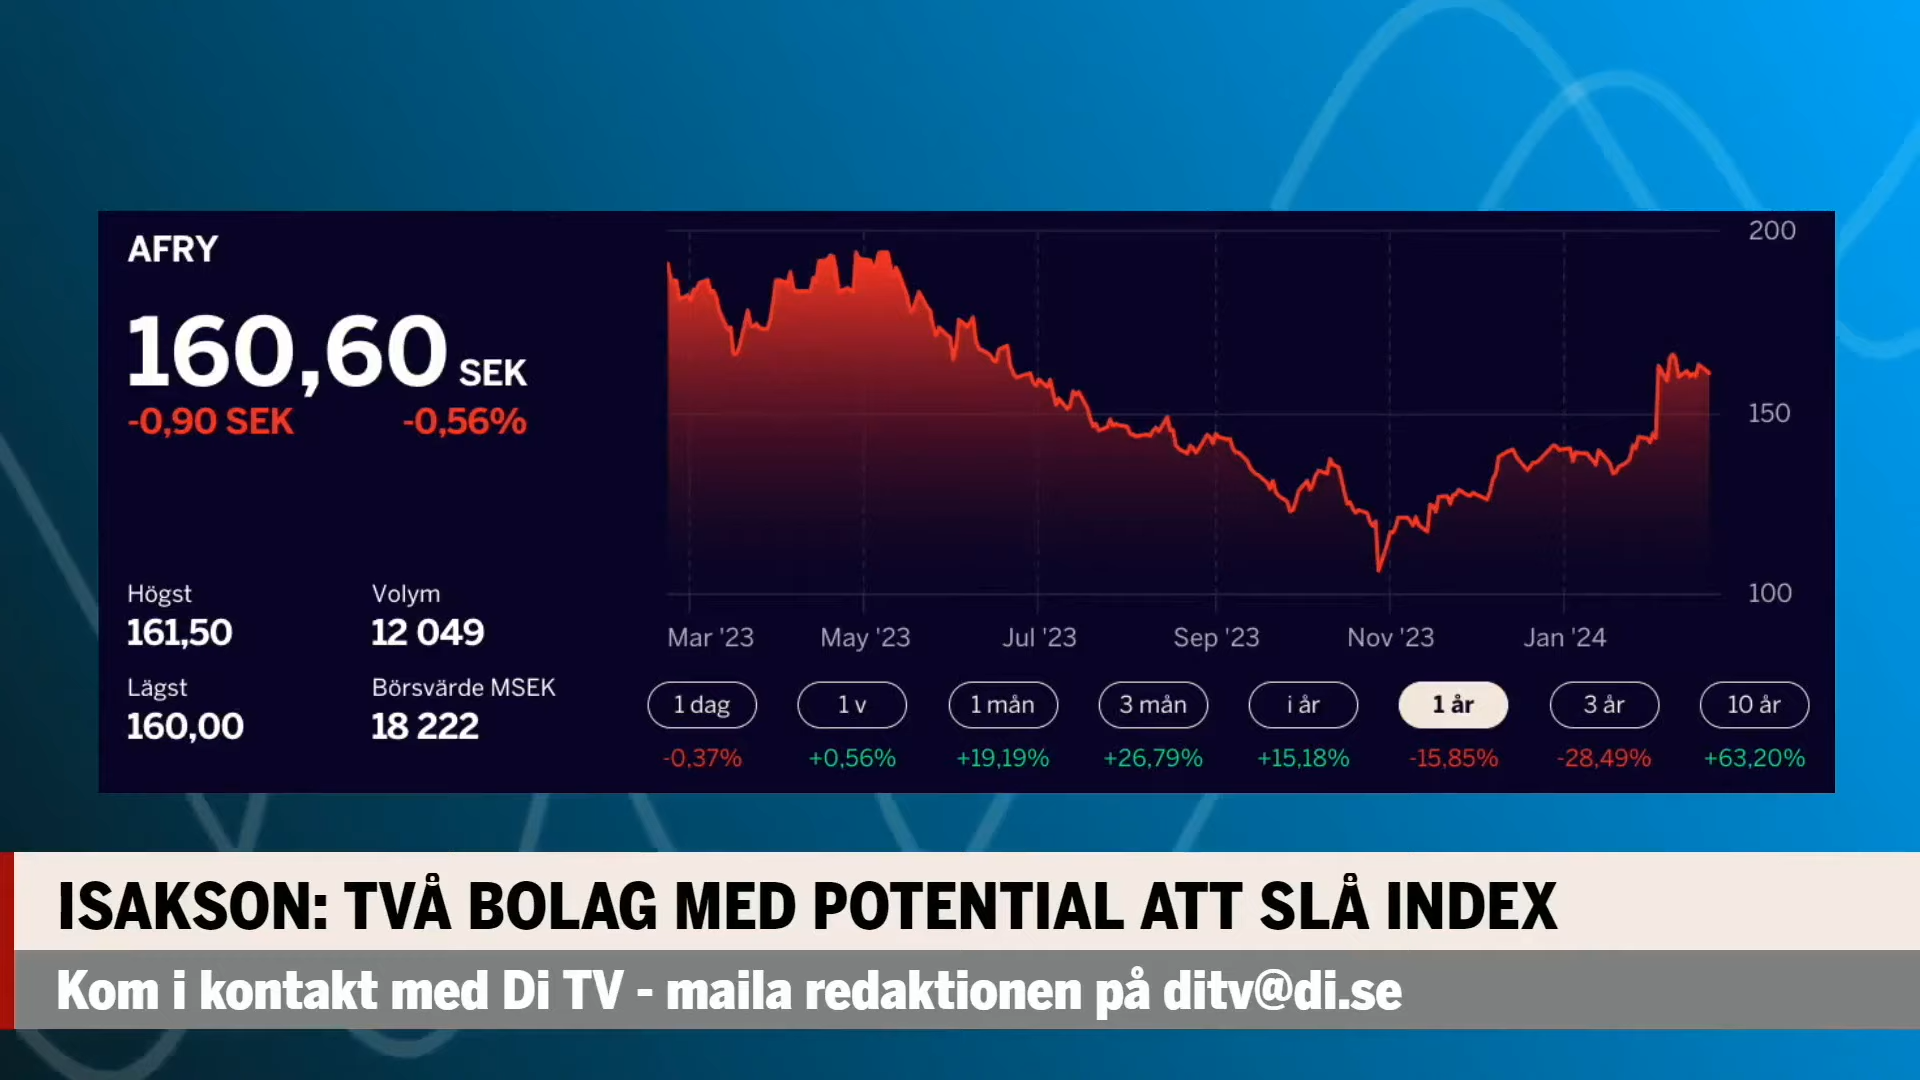 AFRY
160,60 SEK
-0,90 SEK -0,56%
Högst Volym
161,50 12 049
Lägst Börsvärde MSEK
160,00 18 222
200
150
100
Mar '23 May '23 Jul '23 Sep '23 Nov '23 Jan '24
1 dag 1 v 1 mån 3 mån i år 1 år 3 år 10 år
-0,37% +0,56% +19,19% +26,79% +15,18% -15,85% -28,49% +63,20%
ISAKSON: TVÅ BOLAG MED POTENTIAL ATT SLÅ INDEX
Kom i kontakt med Di TV - maila redaktionen på ditv@di.se